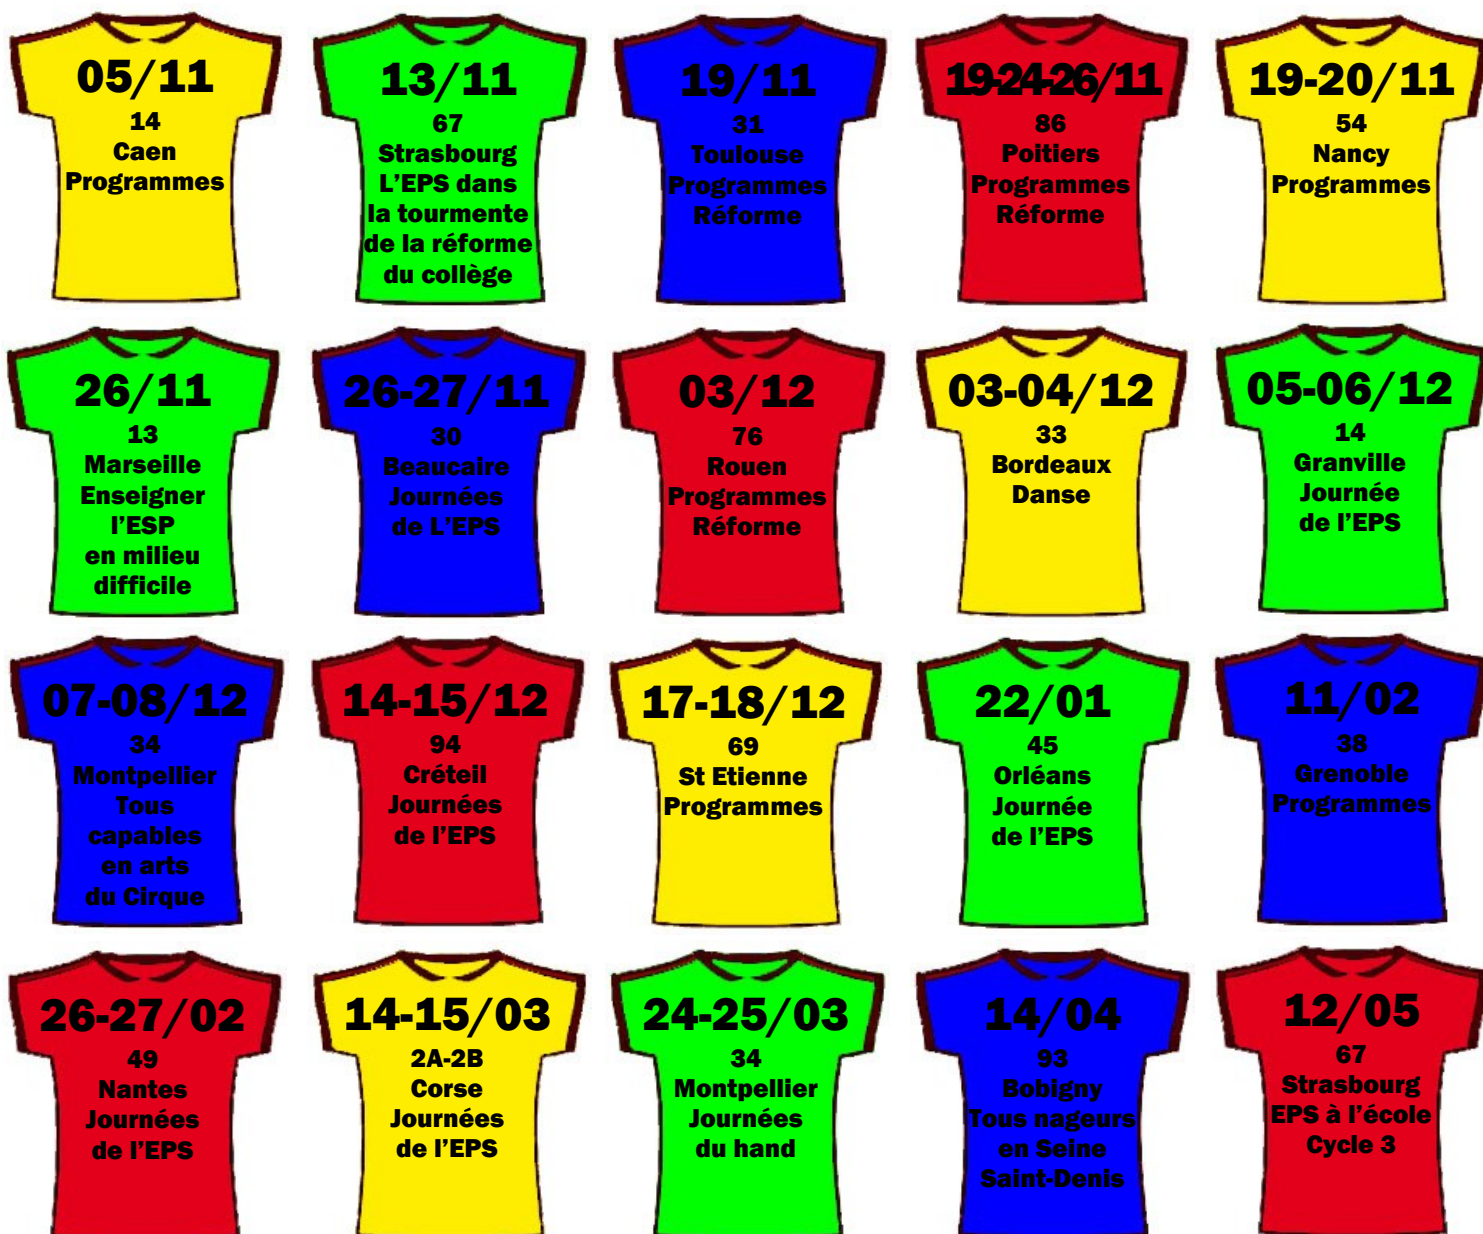 05/11
14
Caen
Programmes
13/11
67
Strasbourg
L'EPS dans
la tourmente
de la réforme
du collège
19/11
31
Toulouse
Programmes
Réforme
19-24-26/11
86
Poitiers
Programmes
Réforme
19-20/11
54
Nancy
Programmes
26/11
13
Marseille
Enseigner
l'ESP
en milieu
difficile
26-27/11
30
Beaucaire
Journées
de L'EPS
03/12
76
Rouen
Programmes
Réforme
03-04/12
33
Bordeaux
Danse
05-06/12
14
Granville
Journée
de l'EPS
07-08/12
34
Montpellier
Tous
capables
en arts
du Cirque
14-15/12
94
Créteil
Journées
de l'EPS
17-18/12
69
St Etienne
Programmes
22/01
45
Orléans
Journée
de l'EPS
11/02
38
Grenoble
Programmes
26-27/02
49
Nantes
Journées
de l'EPS
14-15/03
2A-2B
Corse
Journées
de l'EPS
24-25/03
34
Montpellier
Journées
du hand
14/04
93
Bobigny
Tous nageurs
en Seine
Saint-Denis
12/05
67
Strasbourg
EPS à l'école
Cycle 3